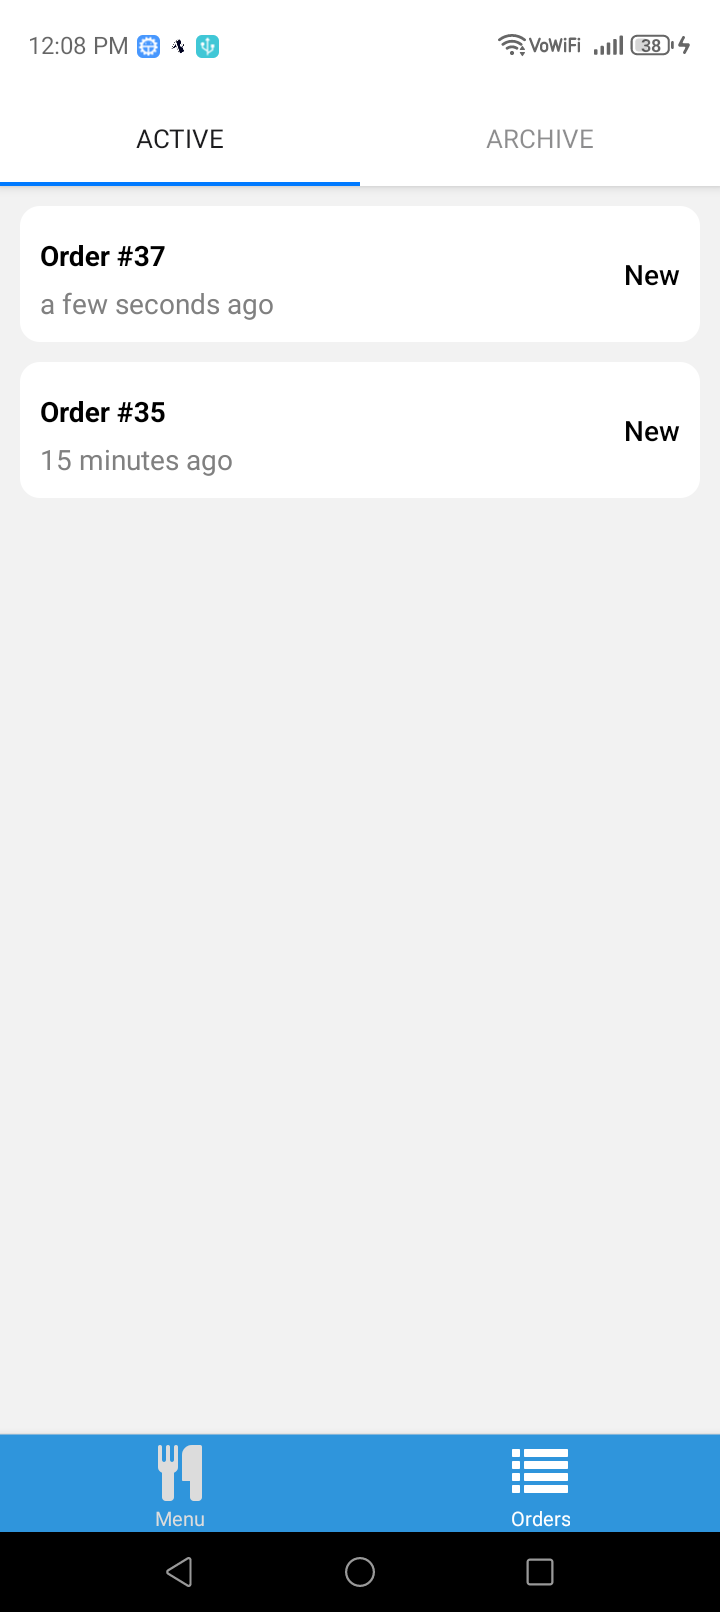 12:08 PM
VoWiFi 38
ACTIVE ARCHIVE
Order #37
New
a few seconds ago
Order #35
New
15 minutes ago
Menu Orders